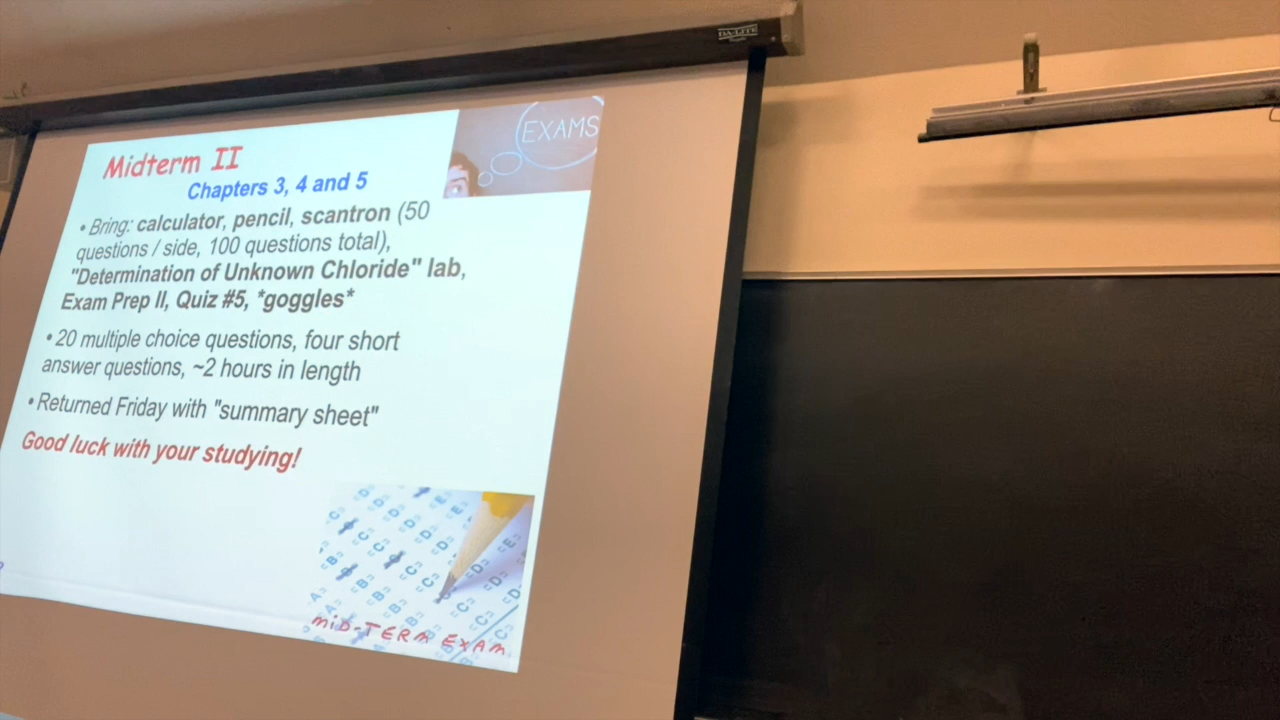 DA-LITE
EXAMS
Midterm II
Chapters 3, 4 and 5
• Bring: calculator, pencil, scantron (50
questions / side, 100 questions total),
"Determination of Unknown Chloride" lab,
Exam Prep II, Quiz #5, *goggles*
• 20 multiple choice questions, four short
answer questions, ~2 hours in length
• Returned Friday with "summary sheet"
Good luck with your studying!
MID-TERM EXAM